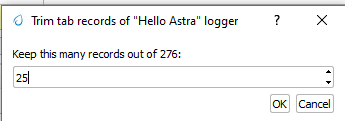 Trim tab records of "Hello Astra" logger
Keep this many records out of 276:
25
OK Cancel